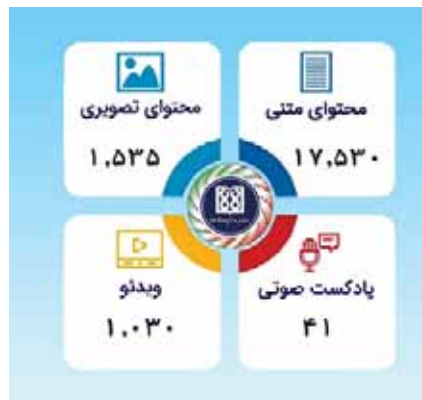 محتوای متنی
۱۷,۵۳۰
محتوای تصویری
۱,۵۳۵
پادکست صوتی
۴۱
ویدئو
۱,۰۳۰